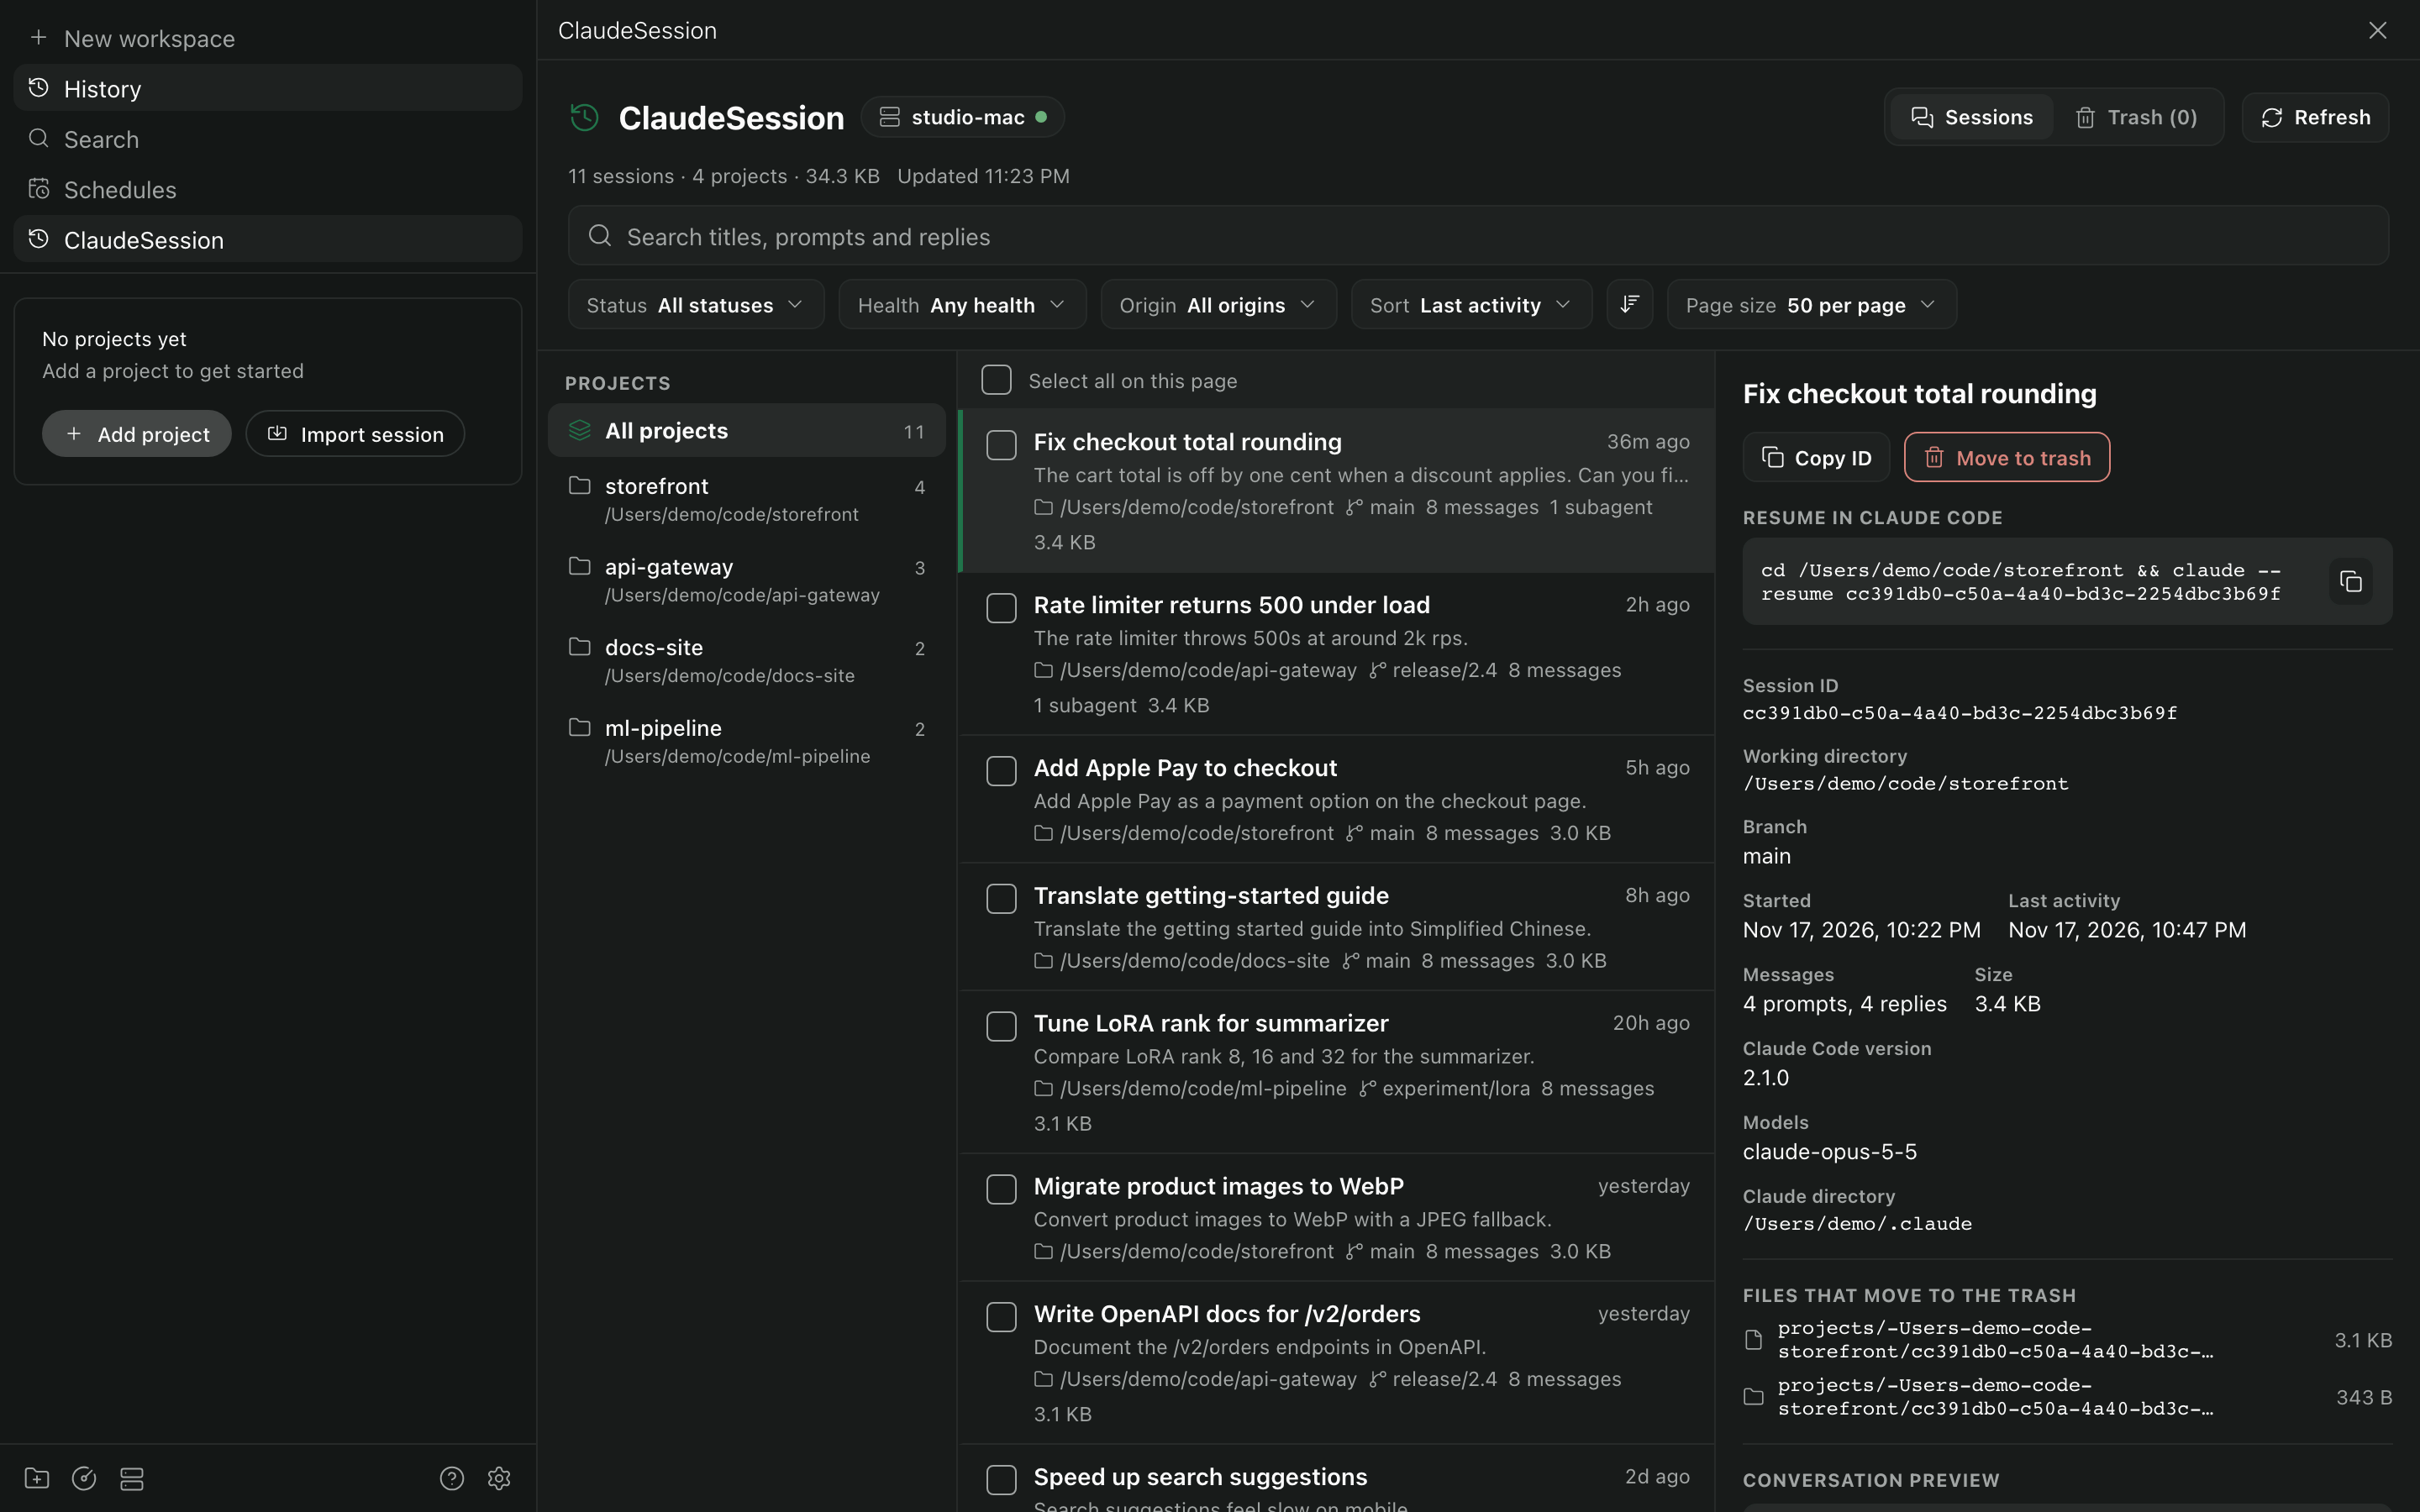 New workspace
History
Search
Schedules
ClaudeSession
No projects yet
Add a project to get started
Add project
Import session
ClaudeSession
ClaudeSession
studio-mac
Sessions
Trash (0)
Refresh
11 sessions · 4 projects · 34.3 KB Updated 11:23 PM
Search titles, prompts and replies
Status All statuses
Health Any health
Origin All origins
Sort Last activity
Page size 50 per page
PROJECTS
All projects 11
storefront 4
/Users/demo/code/storefront
api-gateway 3
/Users/demo/code/api-gateway
docs-site 2
/Users/demo/code/docs-site
ml-pipeline 2
/Users/demo/code/ml-pipeline
Select all on this page
Fix checkout total rounding 36m ago
The cart total is off by one cent when a discount applies. Can you fi...
/Users/demo/code/storefront main 8 messages 1 subagent
3.4 KB
Rate limiter returns 500 under load 2h ago
The rate limiter throws 500s at around 2k rps.
/Users/demo/code/api-gateway release/2.4 8 messages
1 subagent 3.4 KB
Add Apple Pay to checkout 5h ago
Add Apple Pay as a payment option on the checkout page.
/Users/demo/code/storefront main 8 messages 3.0 KB
Translate getting-started guide 8h ago
Translate the getting started guide into Simplified Chinese.
/Users/demo/code/docs-site main 8 messages 3.0 KB
Tune LoRA rank for summarizer 20h ago
Compare LoRA rank 8, 16 and 32 for the summarizer.
/Users/demo/code/ml-pipeline experiment/lora 8 messages
3.1 KB
Migrate product images to WebP yesterday
Convert product images to WebP with a JPEG fallback.
/Users/demo/code/storefront main 8 messages 3.0 KB
Write OpenAPI docs for /v2/orders yesterday
Document the /v2/orders endpoints in OpenAPI.
/Users/demo/code/api-gateway release/2.4 8 messages
3.1 KB
Speed up search suggestions 2d ago
Search suggestions feel slow on mobile
Fix checkout total rounding
Copy ID
Move to trash
RESUME IN CLAUDE CODE
cd /Users/demo/code/storefront && claude --
resume cc391db0-c50a-4a40-bd3c-2254dbc3b69f
Session ID
cc391db0-c50a-4a40-bd3c-2254dbc3b69f
Working directory
/Users/demo/code/storefront
Branch
main
Started Last activity
Nov 17, 2026, 10:22 PM Nov 17, 2026, 10:47 PM
Messages Size
4 prompts, 4 replies 3.4 KB
Claude Code version
2.1.0
Models
claude-opus-5-5
Claude directory
/Users/demo/.claude
FILES THAT MOVE TO THE TRASH
projects/-Users-demo-code-
storefront/cc391db0-c50a-4a40-bd3c-… 3.1 KB
projects/-Users-demo-code-
storefront/cc391db0-c50a-4a40-bd3c-… 343 B
CONVERSATION PREVIEW